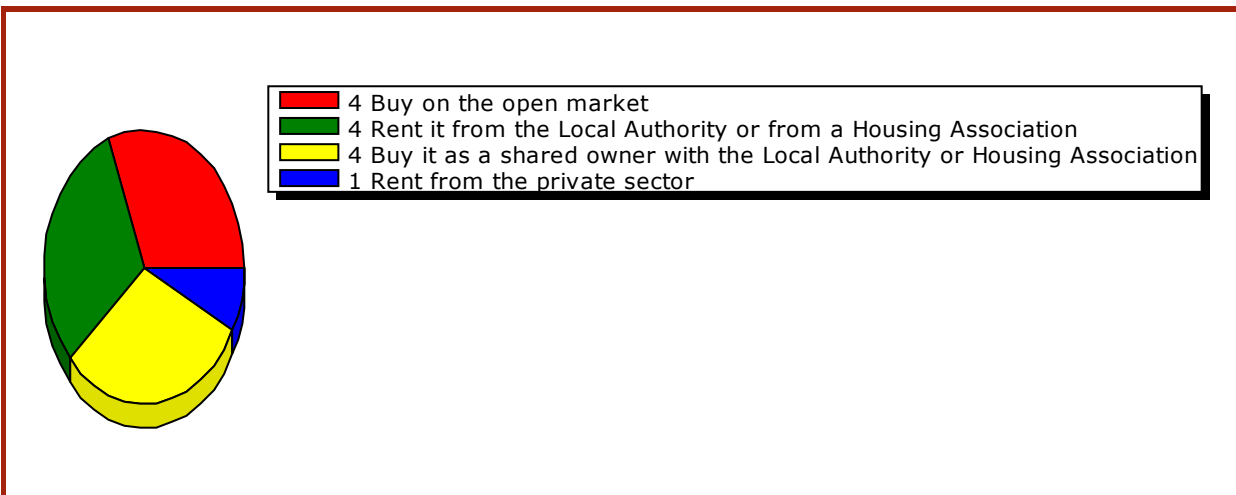 4 Buy on the open market
4 Rent it from the Local Authority or from a Housing Association
4 Buy it as a shared owner with the Local Authority or Housing Association
1 Rent from the private sector